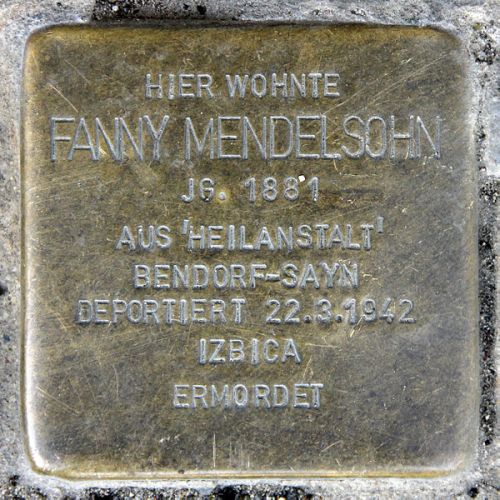 HIER WOHNTE
FANNY MENDELSOHN
JG. 1881
AUS 'HEILANSTALT'
BENDORF-SAYN
DEPORTIERT 22.3.1942
IZBICA
ERMORDET